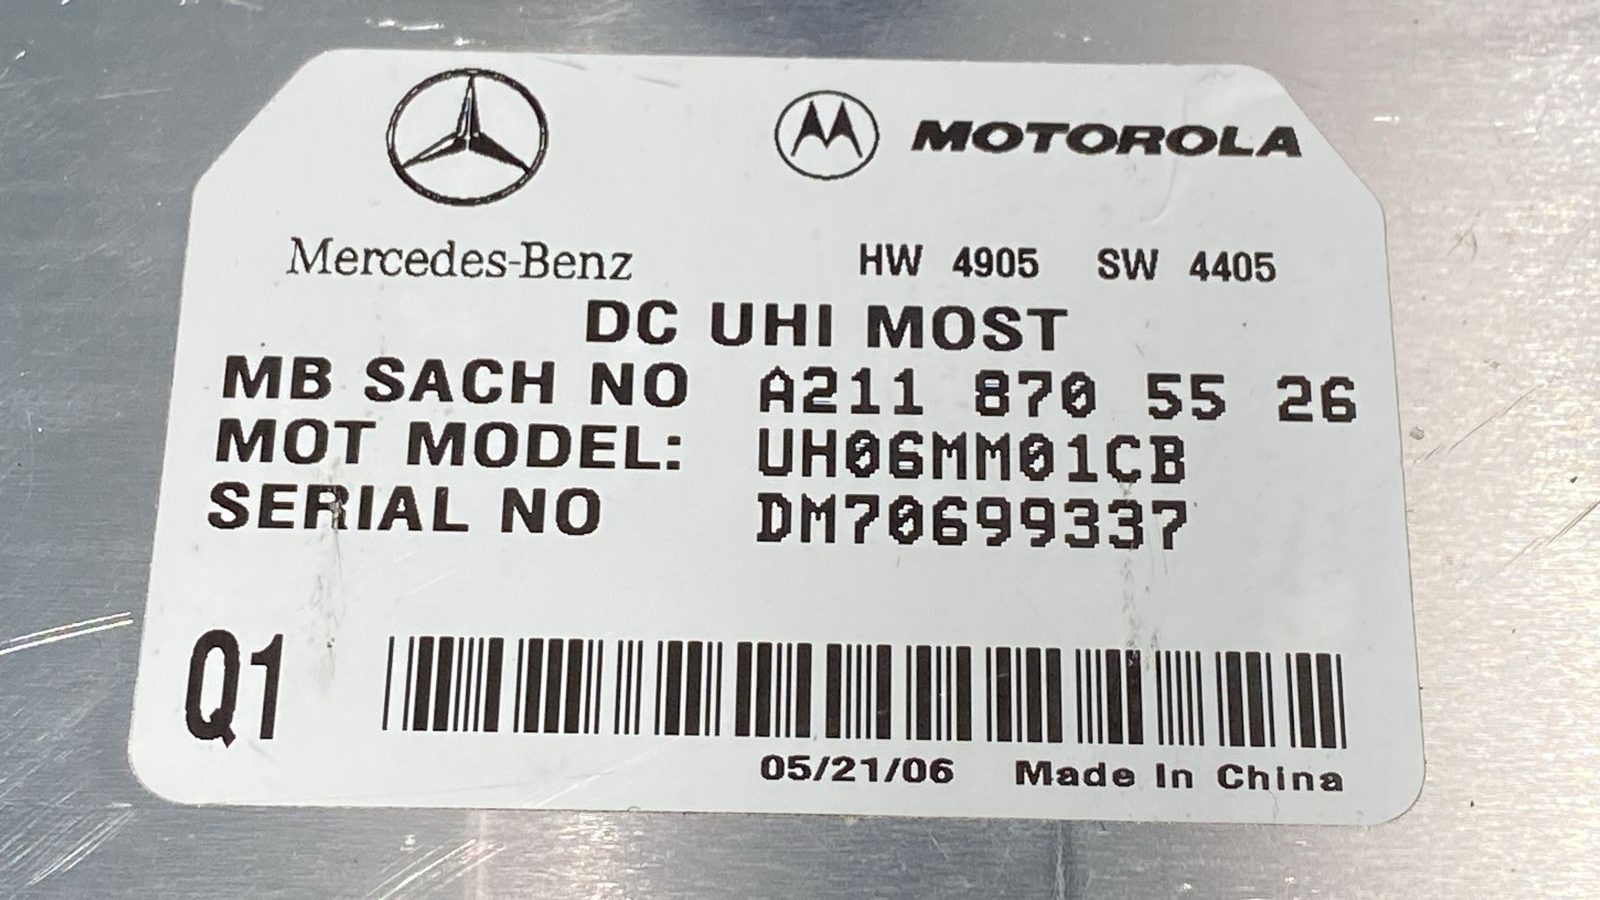 MOTOROLA
Mercedes-Benz
HW 4905 SW 4405
DC UHI MOST
MB SACH NO A211 870 55 26
MOT MODEL: UH06MM01CB
SERIAL NO DM70699337
Q1
05/21/06 Made In China